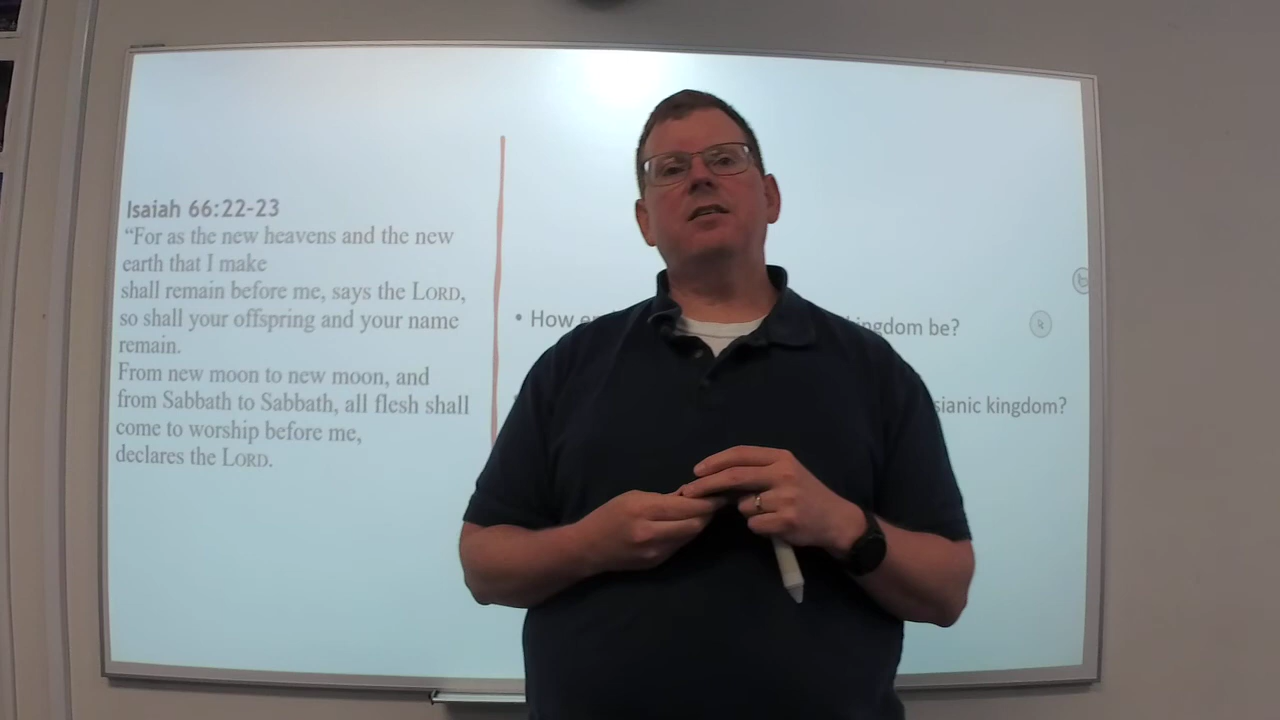 Isaiah 66:22-23
“For as the new heavens and the new
earth that I make
shall remain before me, says the LORD,
so shall your offspring and your name
remain.
From new moon to new moon, and
from Sabbath to Sabbath, all flesh shall
come to worship before me,
declares the LORD.
• How kingdom be?
kingdom?